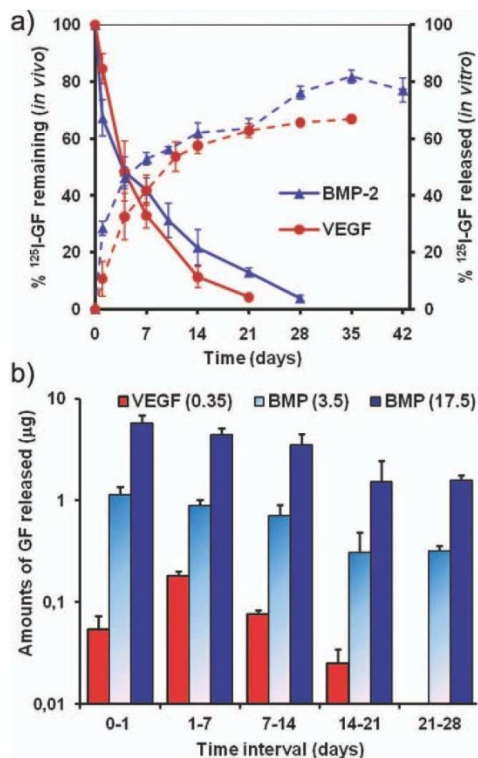 a)
% ¹²⁵I-GF remaining (in vivo)
100
80
60
40
20
0
100
80
60
40
20
0
% ¹²⁵I-GF released (in vitro)
BMP-2
VEGF
0 7 14 21 28 35 42
Time (days)
b)
VEGF (0.35) BMP (3.5) BMP (17.5)
Amounts of GF released (µg)
10
1
0,1
0,01
0-1 1-7 7-14 14-21 21-28
Time interval (days)